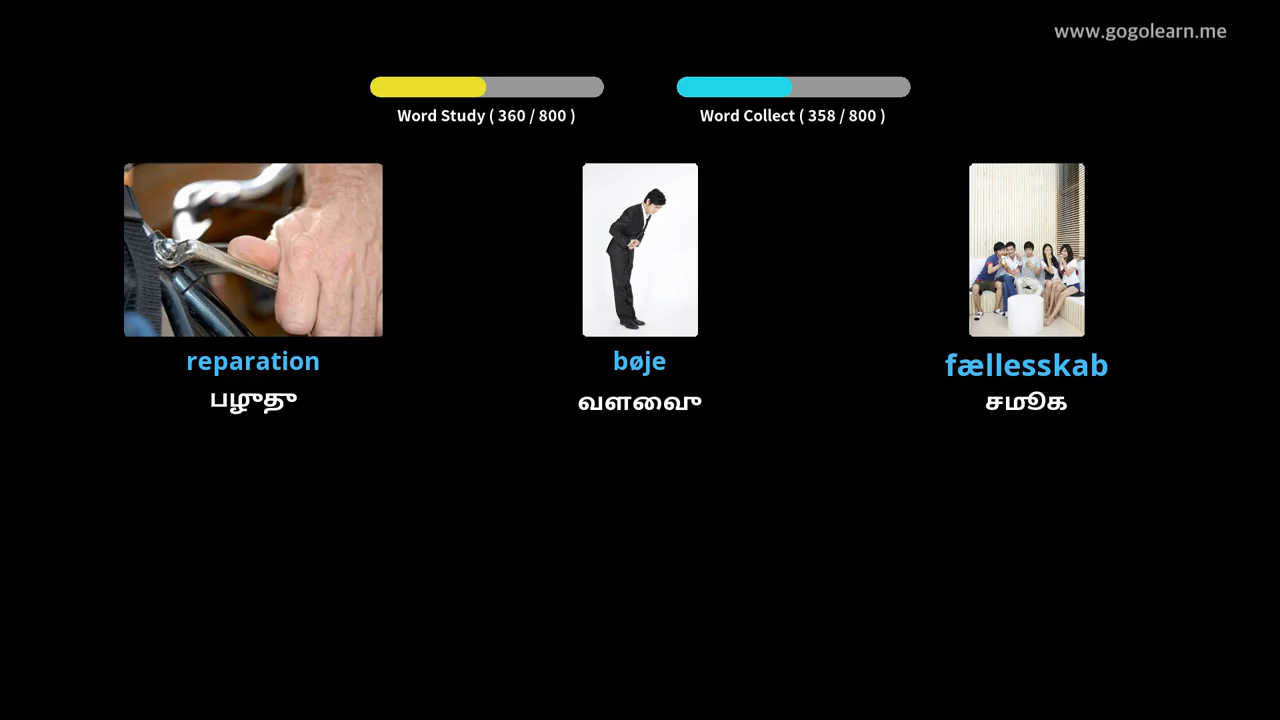 www.gogolearn.me
Word Study ( 360 / 800 )
Word Collect ( 358 / 800 )
reparation
bøje
fællesskab
பழுது
வளைவு
சமூக